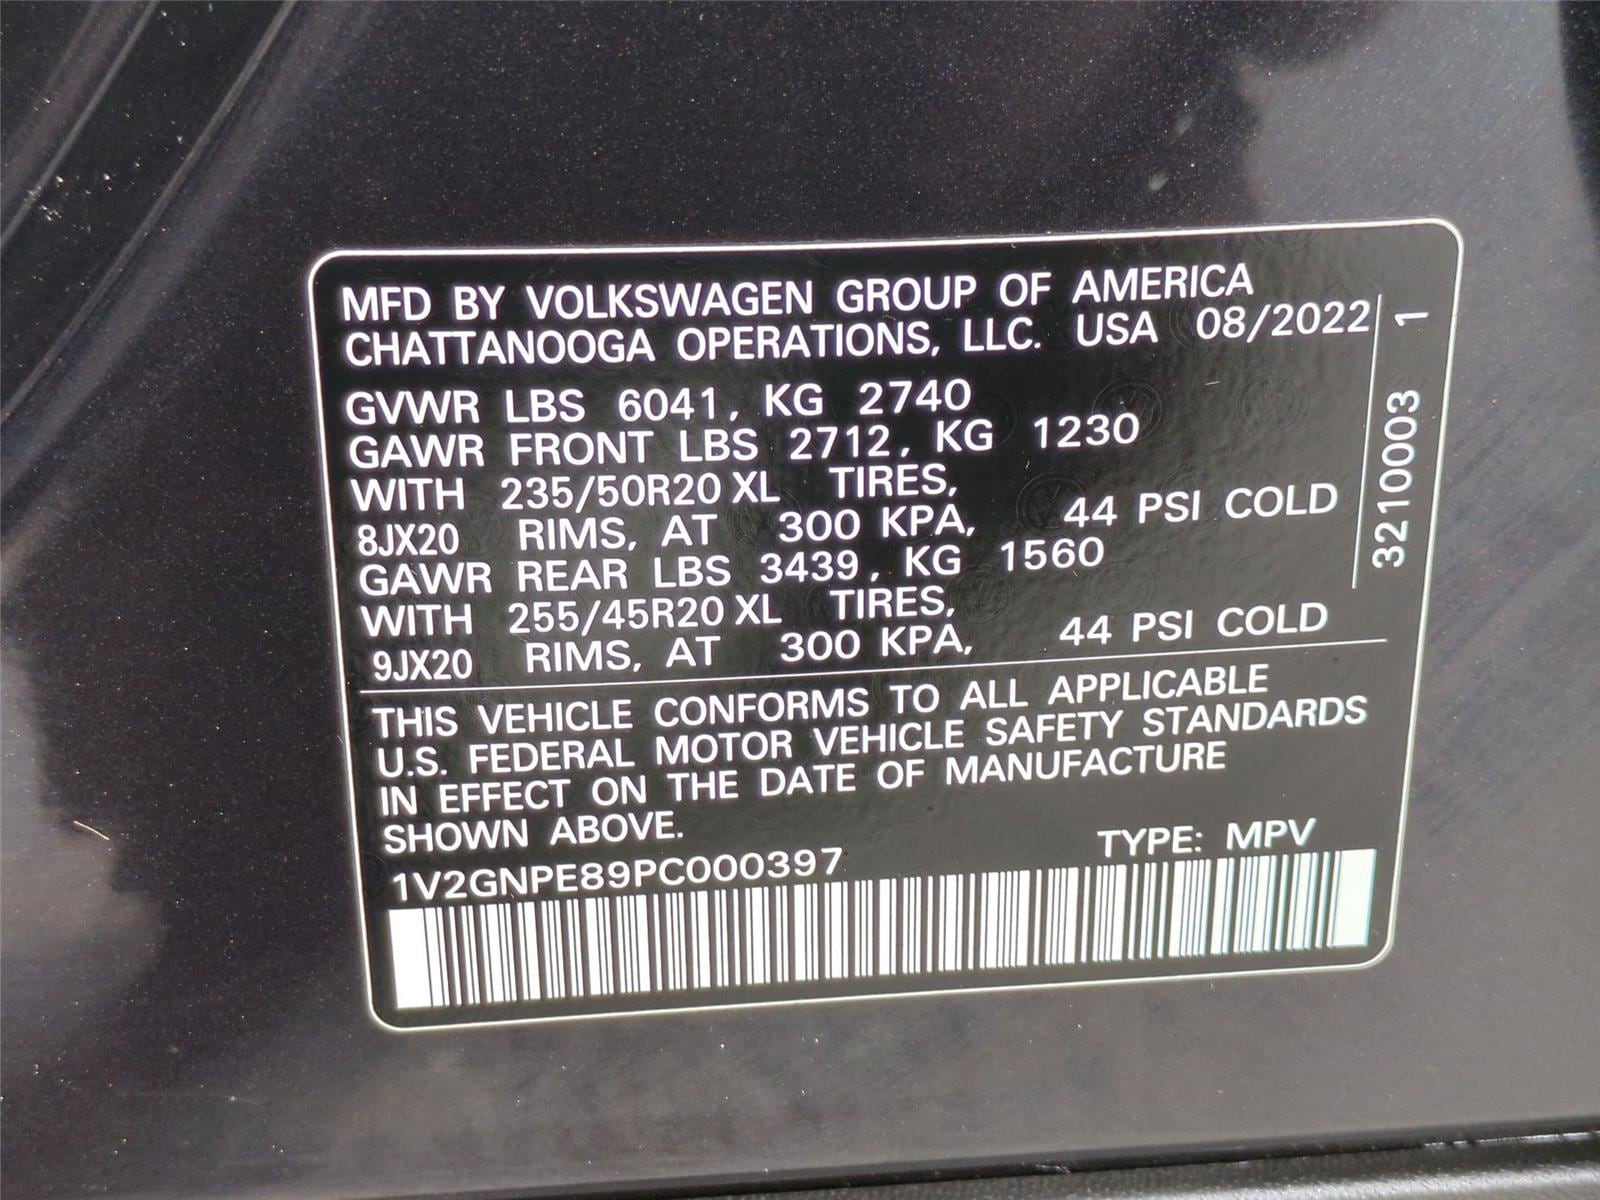 MFD BY VOLKSWAGEN GROUP OF AMERICA
CHATTANOOGA OPERATIONS, LLC. USA 08/2022
GVWR LBS 6041, KG 2740
GAWR FRONT LBS 2712, KG 1230
WITH 235/50R20 XL TIRES,
8JX20 RIMS, AT 300 KPA, 44 PSI COLD
GAWR REAR LBS 3439, KG 1560
WITH 255/45R20 XL TIRES,
9JX20 RIMS, AT 300 KPA, 44 PSI COLD
THIS VEHICLE CONFORMS TO ALL APPLICABLE
U.S. FEDERAL MOTOR VEHICLE SAFETY STANDARDS
IN EFFECT ON THE DATE OF MANUFACTURE
SHOWN ABOVE.
1V2GNPE89PC000397 TYPE: MPV
3210003 1